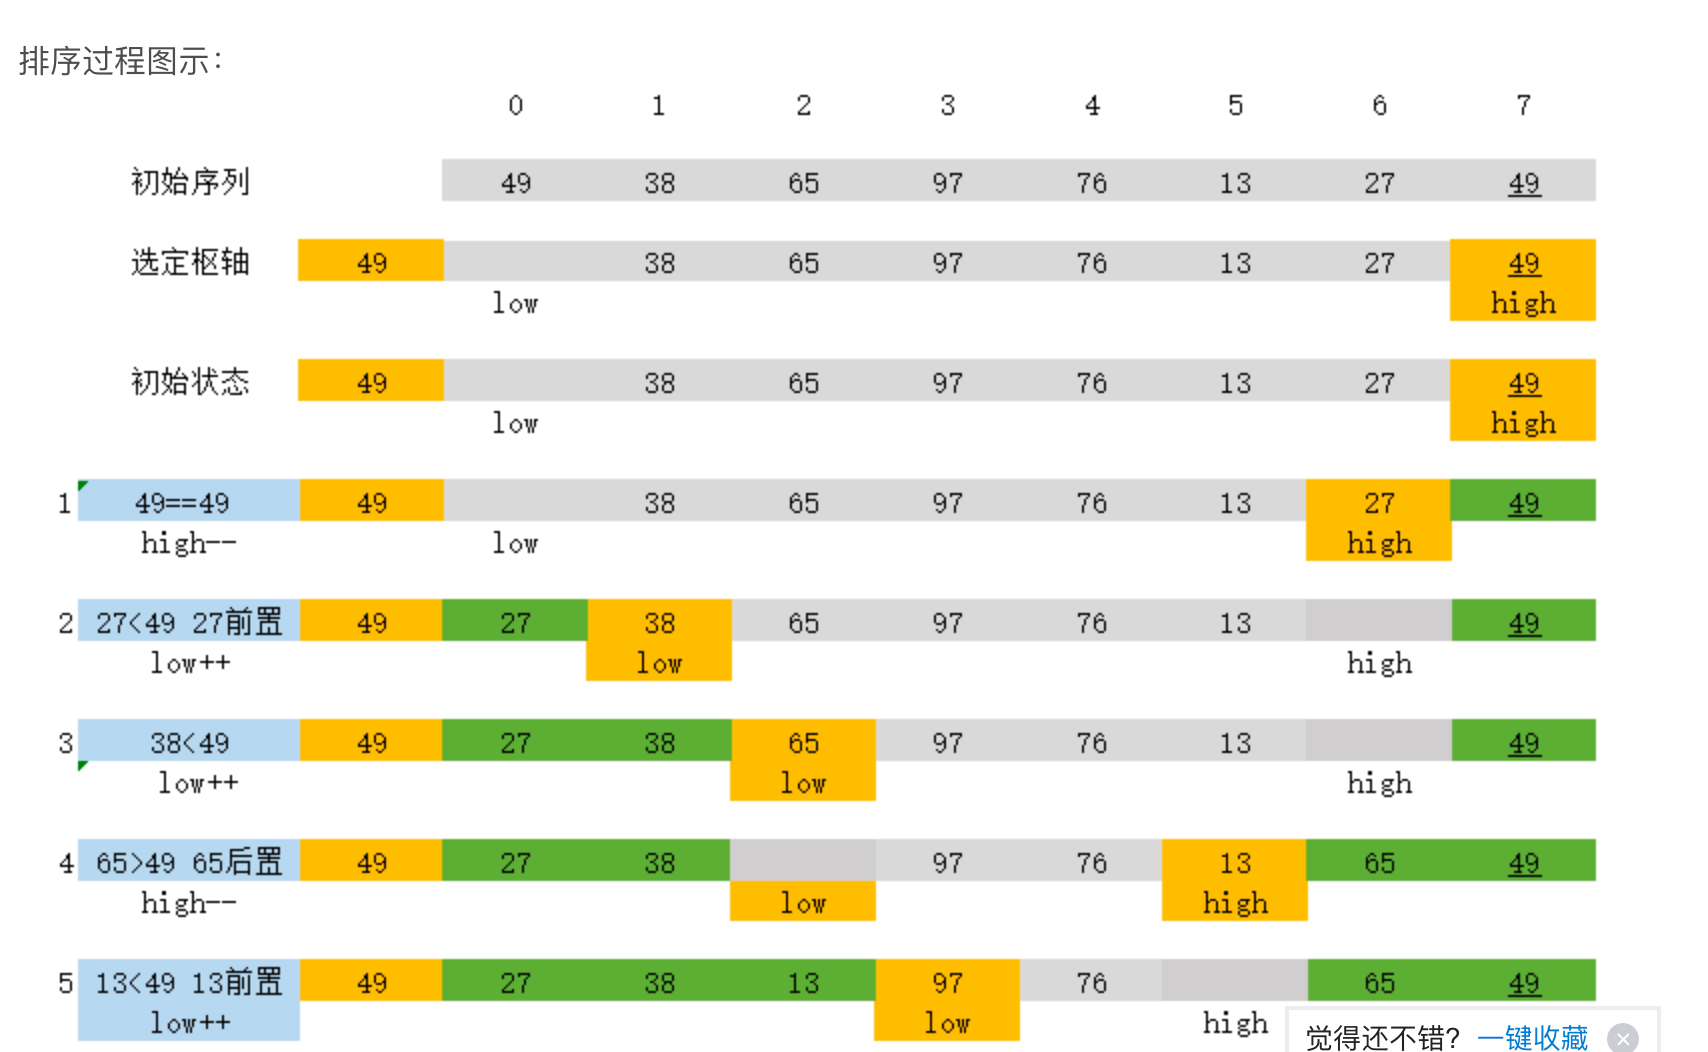 排序过程图示：
0 1 2 3 4 5 6 7
初始序列 49 38 65 97 76 13 27 49
选定枢轴 49 38 65 97 76 13 27 49
low high
初始状态 49 38 65 97 76 13 27 49
low high
1 49==49 49 38 65 97 76 13 27 49
high-- low high
2 27<49 27前置 49 27 38 65 97 76 13 49
low++ low high
3 38<49 49 27 38 65 97 76 13 49
low++ low high
4 65>49 65后置 49 27 38 97 76 13 65 49
high-- low high
5 13<49 13前置 49 27 38 13 97 76 65 49
low++ low high
觉得还不错? 一键收藏